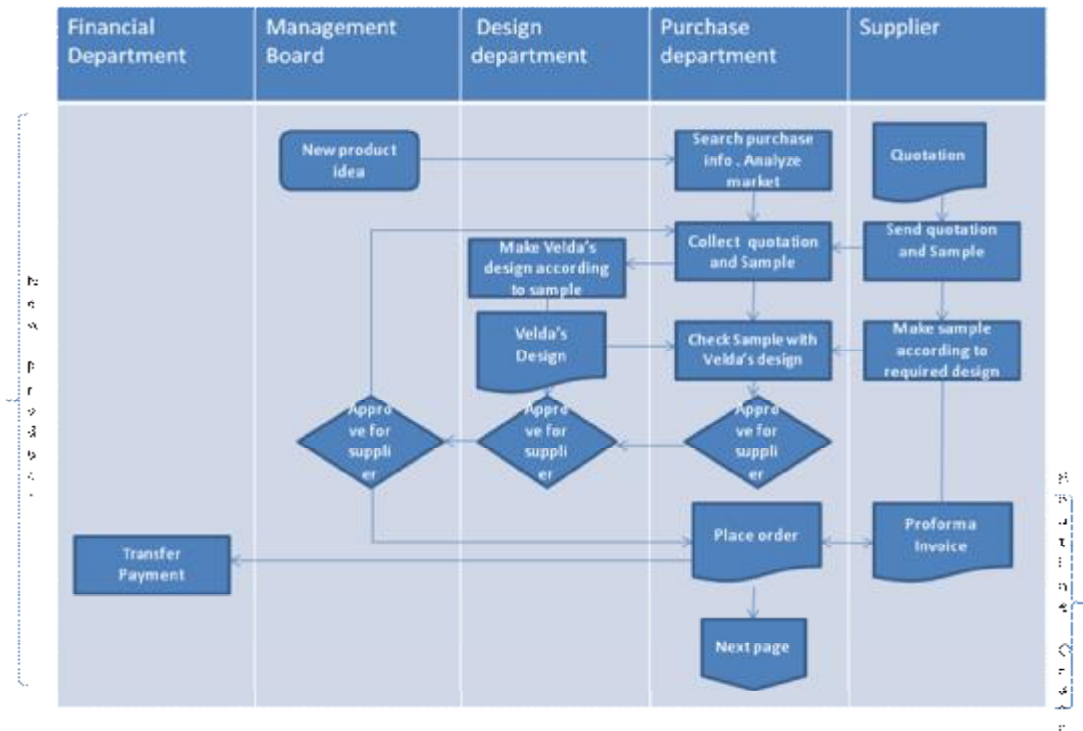 Financial
Department
Management
Board
Design
department
Purchase
department
Supplier
New product
idea
Search purchase
info . Analyze
market
Quotation
Make Velda's
design according
to sample
Collect quotation
and Sample
Send quotation
and Sample
Velda's
Design
Check Sample with
Velda's design
Make sample
according to
required design
Appro
ve for
suppli
er
Appro
ve for
suppli
er
Appro
ve for
suppli
er
Transfer
Payment
Place order
Proforma
Invoice
Next page